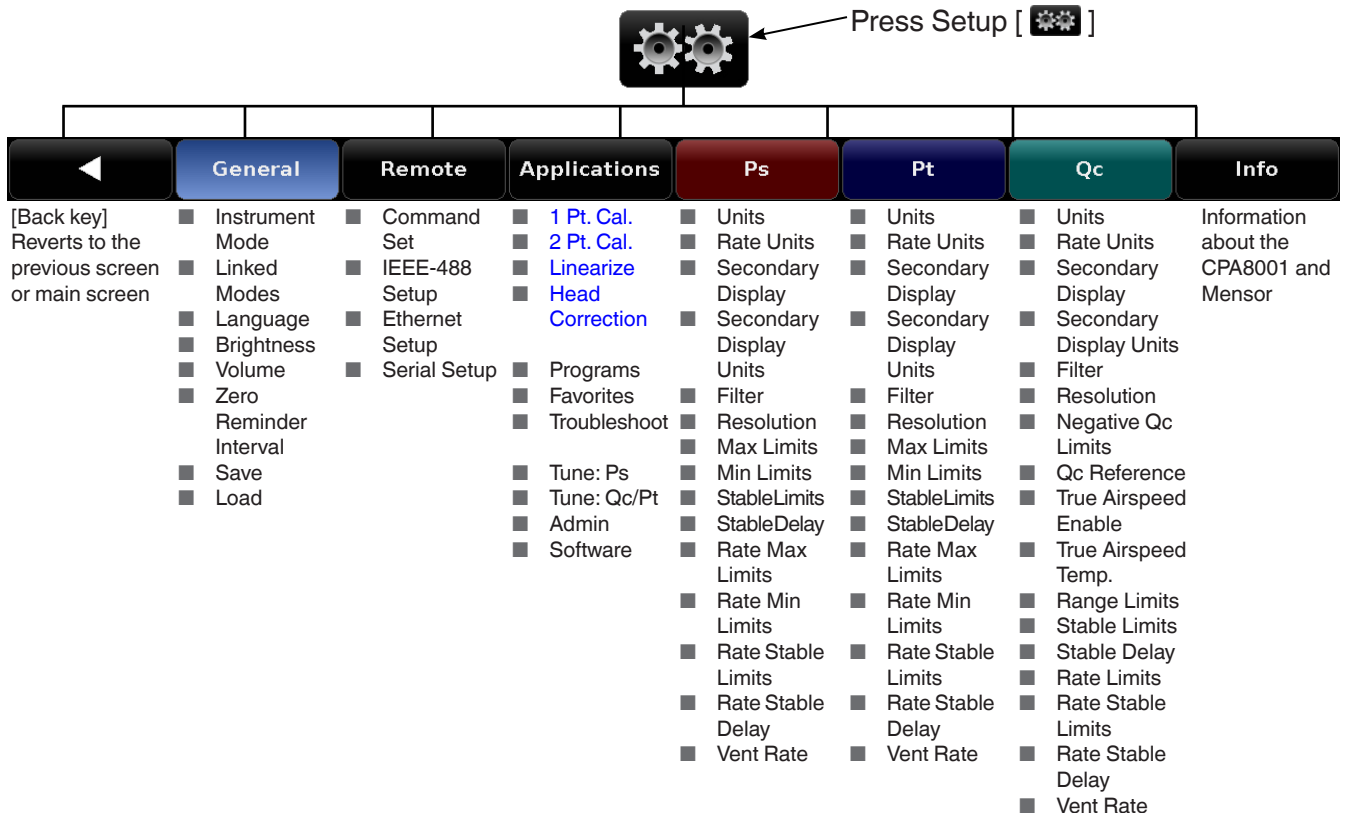 Press Setup [ ]
General
Remote
Applications
Ps
Pt
Qc
Info
[Back key]
Reverts to the
previous screen
or main screen
Instrument
Mode
Linked
Modes
Language
Brightness
Volume
Zero
Reminder
Interval
Save
Load
Command
Set
IEEE-488
Setup
Ethernet
Setup
Serial Setup
1 Pt. Cal.
2 Pt. Cal.
Linearize
Head
Correction
Programs
Favorites
Troubleshoot
Tune: Ps
Tune: Qc/Pt
Admin
Software
Units
Rate Units
Secondary
Display
Secondary
Display
Units
Filter
Resolution
Max Limits
Min Limits
StableLimits
StableDelay
Rate Max
Limits
Rate Min
Limits
Rate Stable
Limits
Rate Stable
Delay
Vent Rate
Units
Rate Units
Secondary
Display
Secondary
Display
Units
Filter
Resolution
Max Limits
Min Limits
StableLimits
StableDelay
Rate Max
Limits
Rate Min
Limits
Rate Stable
Limits
Rate Stable
Delay
Vent Rate
Units
Rate Units
Secondary
Display
Secondary
Display Units
Filter
Resolution
Negative Qc
Limits
Qc Reference
True Airspeed
Enable
True Airspeed
Temp.
Range Limits
Stable Limits
Stable Delay
Rate Limits
Rate Stable
Limits
Rate Stable
Delay
Vent Rate
Information
about the
CPA8001 and
Mensor